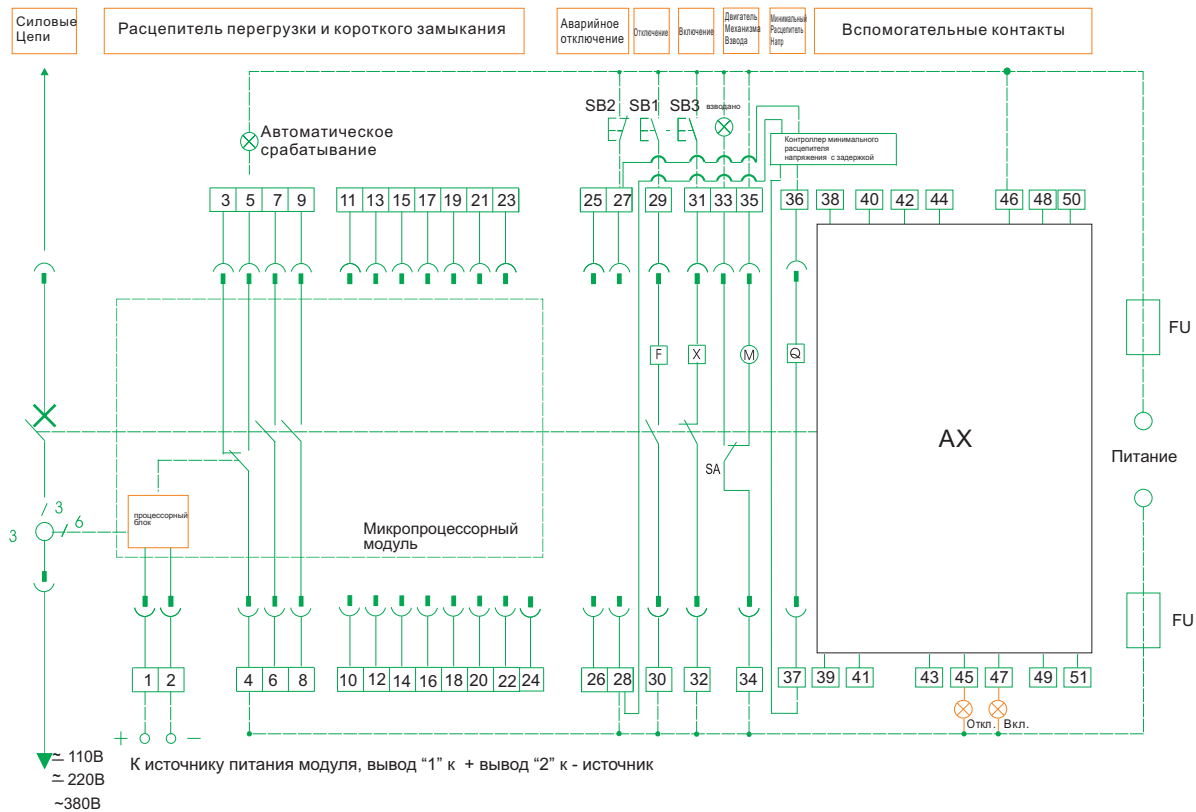 Силовые
Цепи
Расцепитель перегрузки и короткого замыкания
Аварийное
отключение
Отключение
Включение
Двигатель
Механизма
Взвода
Минимальный
Расцепитель
Напр
Вспомогательные контакты
SB2 SB1 SB3 взводано
Автоматическое
срабатывание
Контроллер минимального
расцепителя
напряжения с задержкой
3 5 7 9 11 13 15 17 19 21 23 25 27 29 31 33 35 36 38 40 42 44 46 48 50
FU
F X M Q
AX
Питание
SA
3
3 6
процессорный
блок
Микропроцессорный
модуль
FU
1 2 4 6 8 10 12 14 16 18 20 22 24 26 28 30 32 34 37 39 41 43 45 47 49 51
Откл. Вкл.
+ −
≃ 110В
К источнику питания модуля, вывод “1” к + вывод “2” к - источник
≃ 220В
~380В